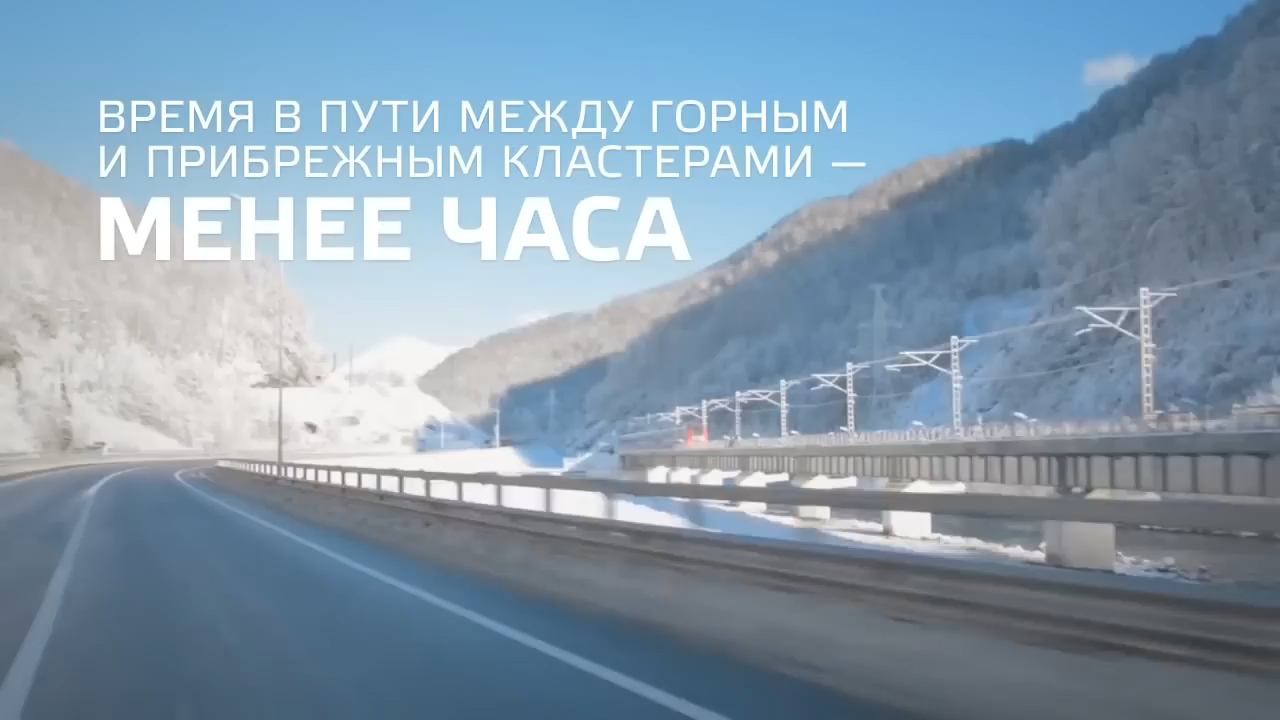 ВРЕМЯ В ПУТИ МЕЖДУ ГОРНЫМ
И ПРИБРЕЖНЫМ КЛАСТЕРАМИ —
МЕНЕЕ ЧАСА